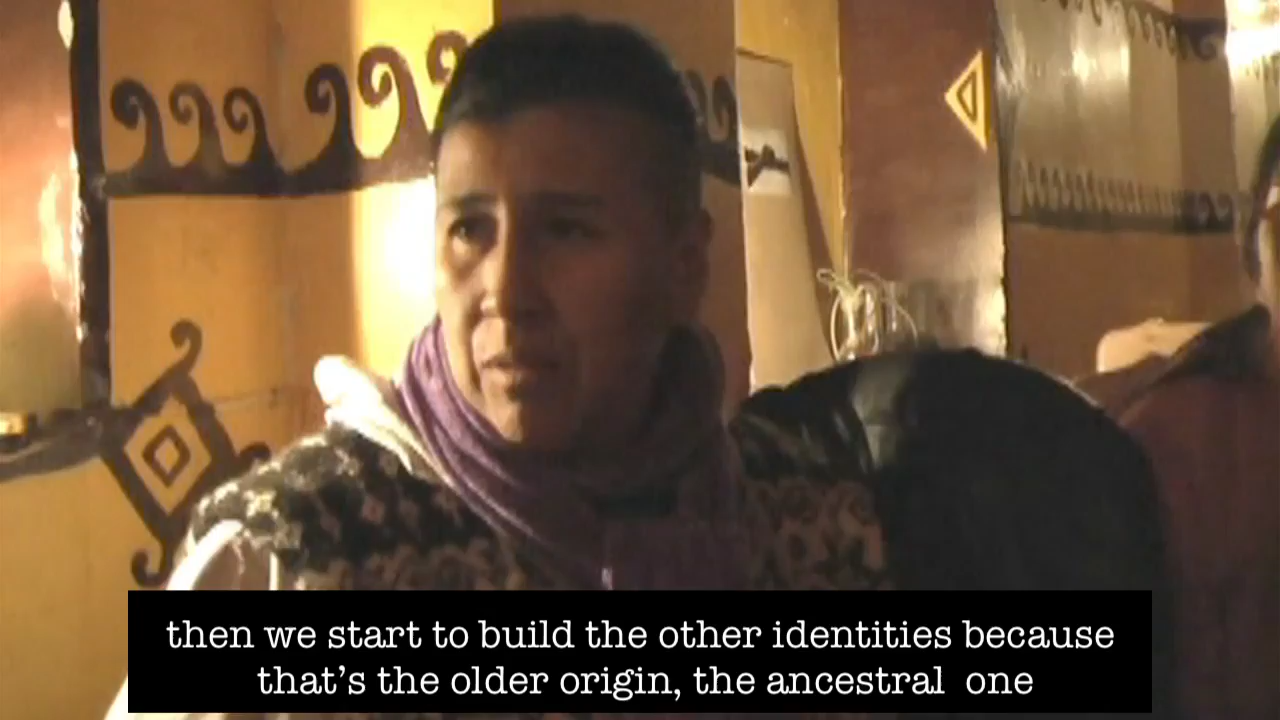 then we start to build the other identities because
that's the older origin, the ancestral one